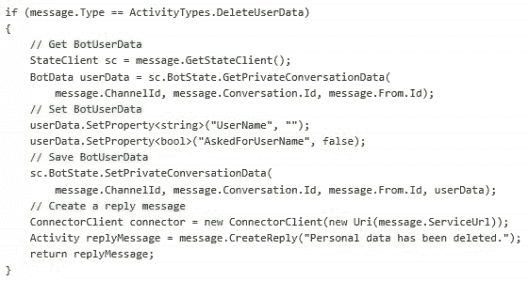 if (message.Type == ActivityTypes.DeleteUserData)
{
    // Get BotUserData
    StateClient sc = message.GetStateClient();
    BotData userData = sc.BotState.GetPrivateConversationData(
        message.ChannelId, message.Conversation.Id, message.From.Id);
    // Set BotUserData
    userData.SetProperty<string>("UserName", "");
    userData.SetProperty<bool>("AskedForUserName", false);
    // Save BotUserData
    sc.BotState.SetPrivateConversationData(
        message.ChannelId, message.Conversation.Id, message.From.Id, userData);
    // Create a reply message
    ConnectorClient connector = new ConnectorClient(new Uri(message.ServiceUrl));
    Activity replyMessage = message.CreateReply("Personal data has been deleted.");
    return replyMessage;
}